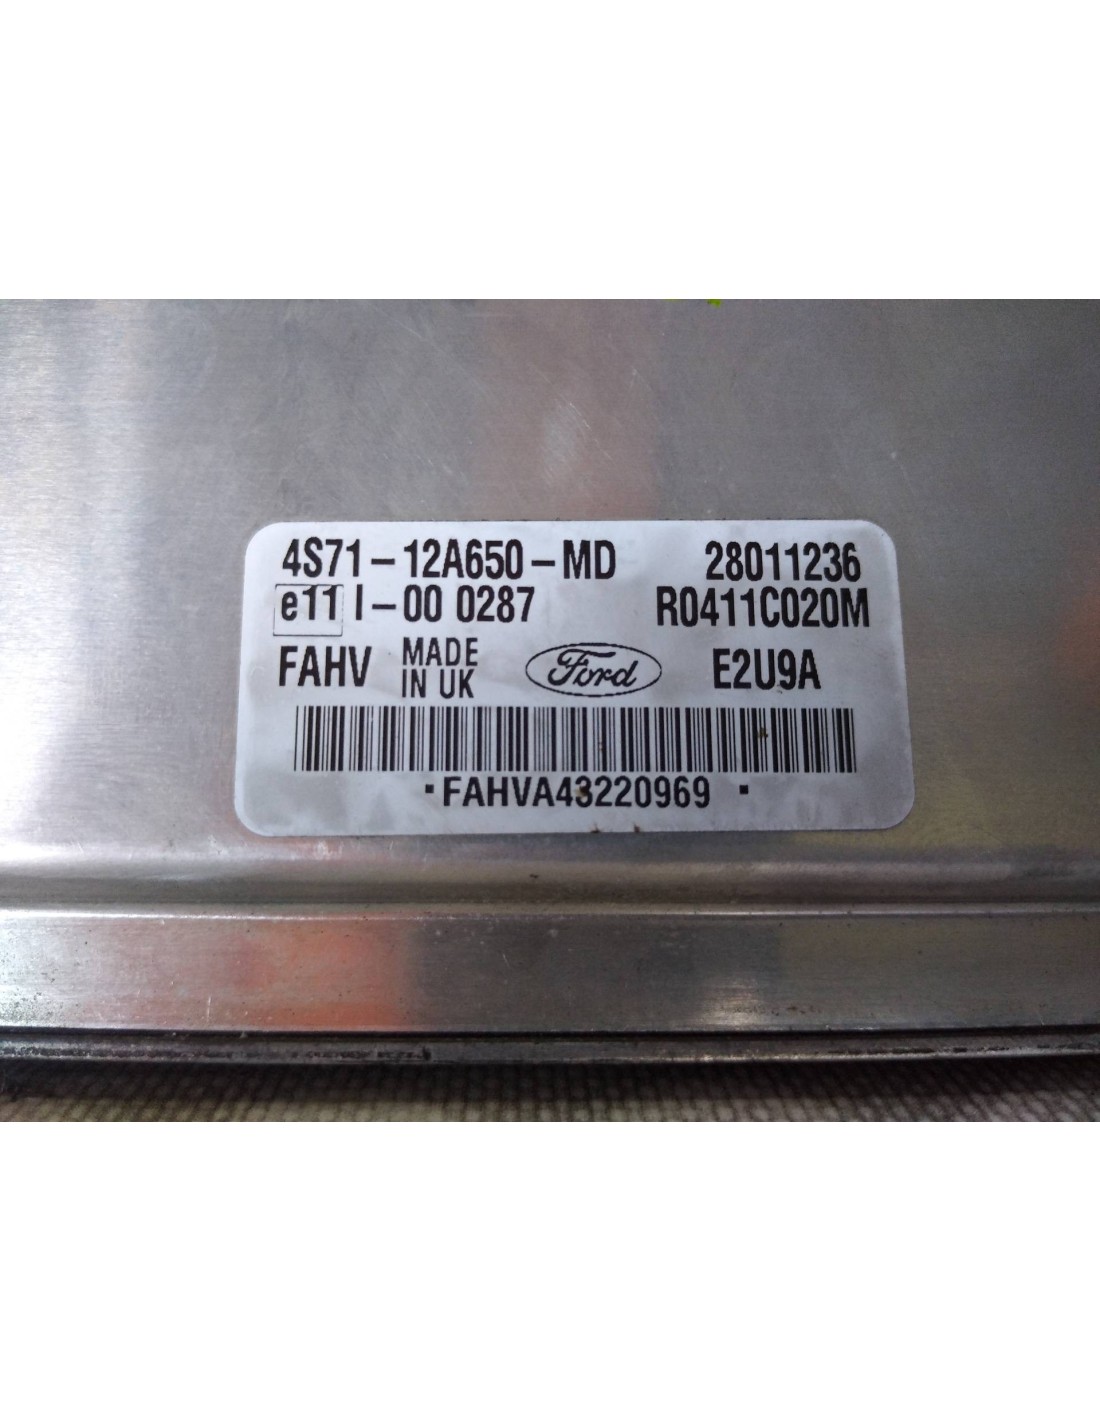 4S71-12A650-MD 28011236
e11 I-00 0287 R0411C020M
FAHV MADE IN UK Ford E2U9A
·FAHVA43220969 ·